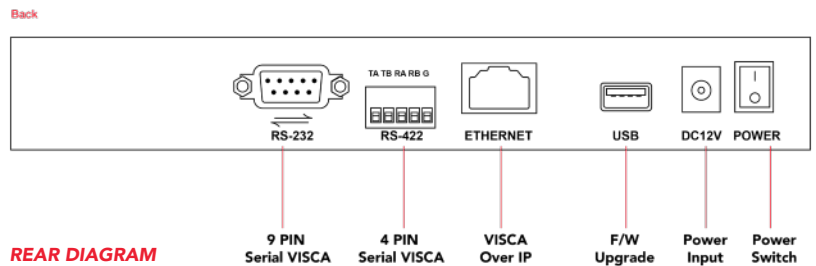 Back
TA TB RA RB G
RS-232
RS-422
ETHERNET
USB
DC12V
POWER
9 PIN
Serial VISCA
4 PIN
Serial VISCA
VISCA
Over IP
F/W
Upgrade
Power
Input
Power
Switch
REAR DIAGRAM